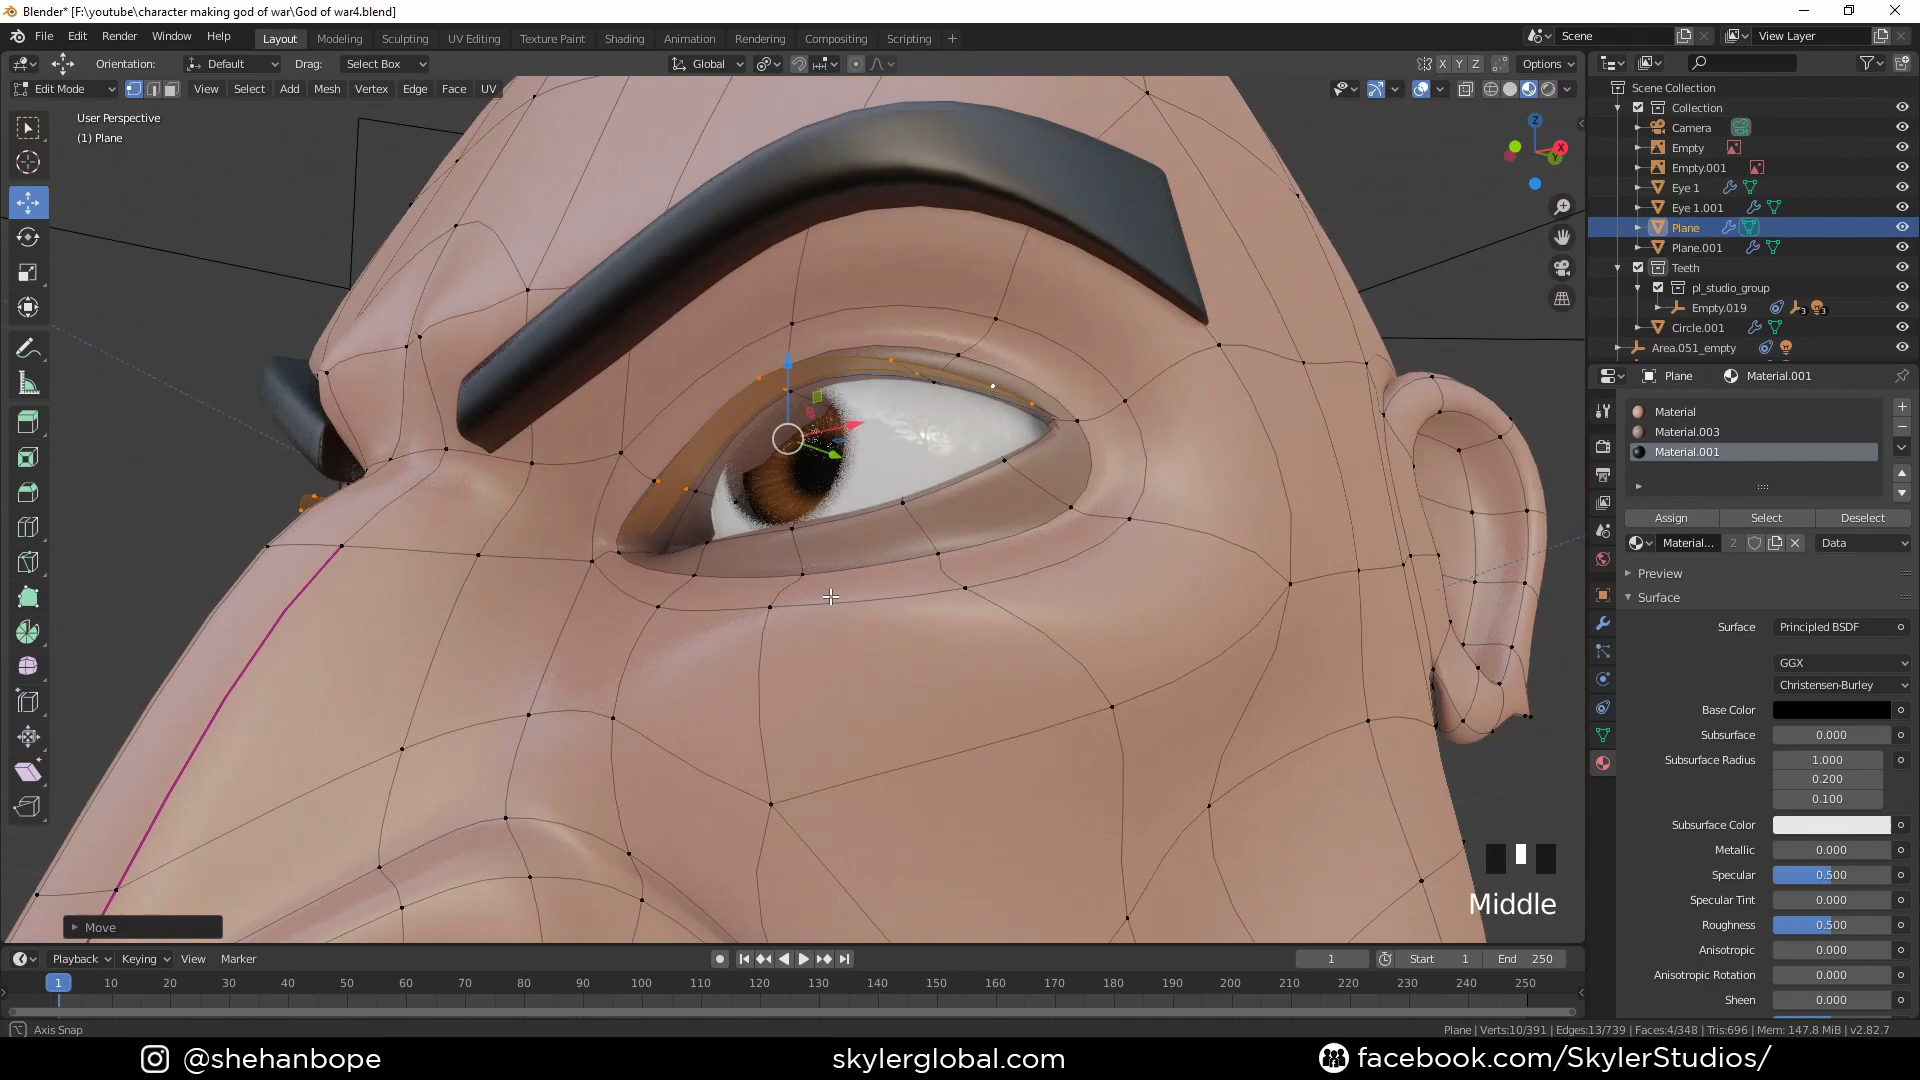 Blender* [F:\youtube\character making god of war\God of war4.blend]
File Edit Render Window Help Layout Modeling Sculpting UV Editing Texture Paint Shading Animation Rendering Compositing Scripting + Scene View Layer
Orientation: Default Drag: Select Box Global X Y Z Options
Edit Mode View Select Add Mesh Vertex Edge Face UV
User Perspective
(1) Plane
Z
X
Y
Scene Collection
Collection
Camera
Empty
Empty.001
Eye 1
Eye 1.001
Plane
Plane.001
Teeth
pl_studio_group
Empty.019 3 3
Circle.001
Area.051_empty
Plane Material.001
Material
Material.003
Material.001
Assign Select Deselect
Material... 2 Data
Preview
Surface
Surface Principled BSDF
GGX
Christensen-Burley
Base Color
Subsurface 0.000
Subsurface Radius 1.000
0.200
0.100
Subsurface Color
Metallic 0.000
Specular 0.500
Specular Tint 0.000
Roughness 0.500
Anisotropic 0.000
Anisotropic Rotation 0.000
Sheen 0.000
Middle
Move
Playback Keying View Marker 1 Start 1 End 250
1 10 20 30 40 50 60 70 80 90 100 110 120 130 140 150 160 170 180 190 200 210 220 230 240 250
Axis Snap
Plane | Verts:10/391 | Edges:13/739 | Faces:4/348 | Tris:696 | Mem: 147.8 MiB | v2.82.7
@shehanbope skylerglobal.com facebook.com/SkylerStudios/